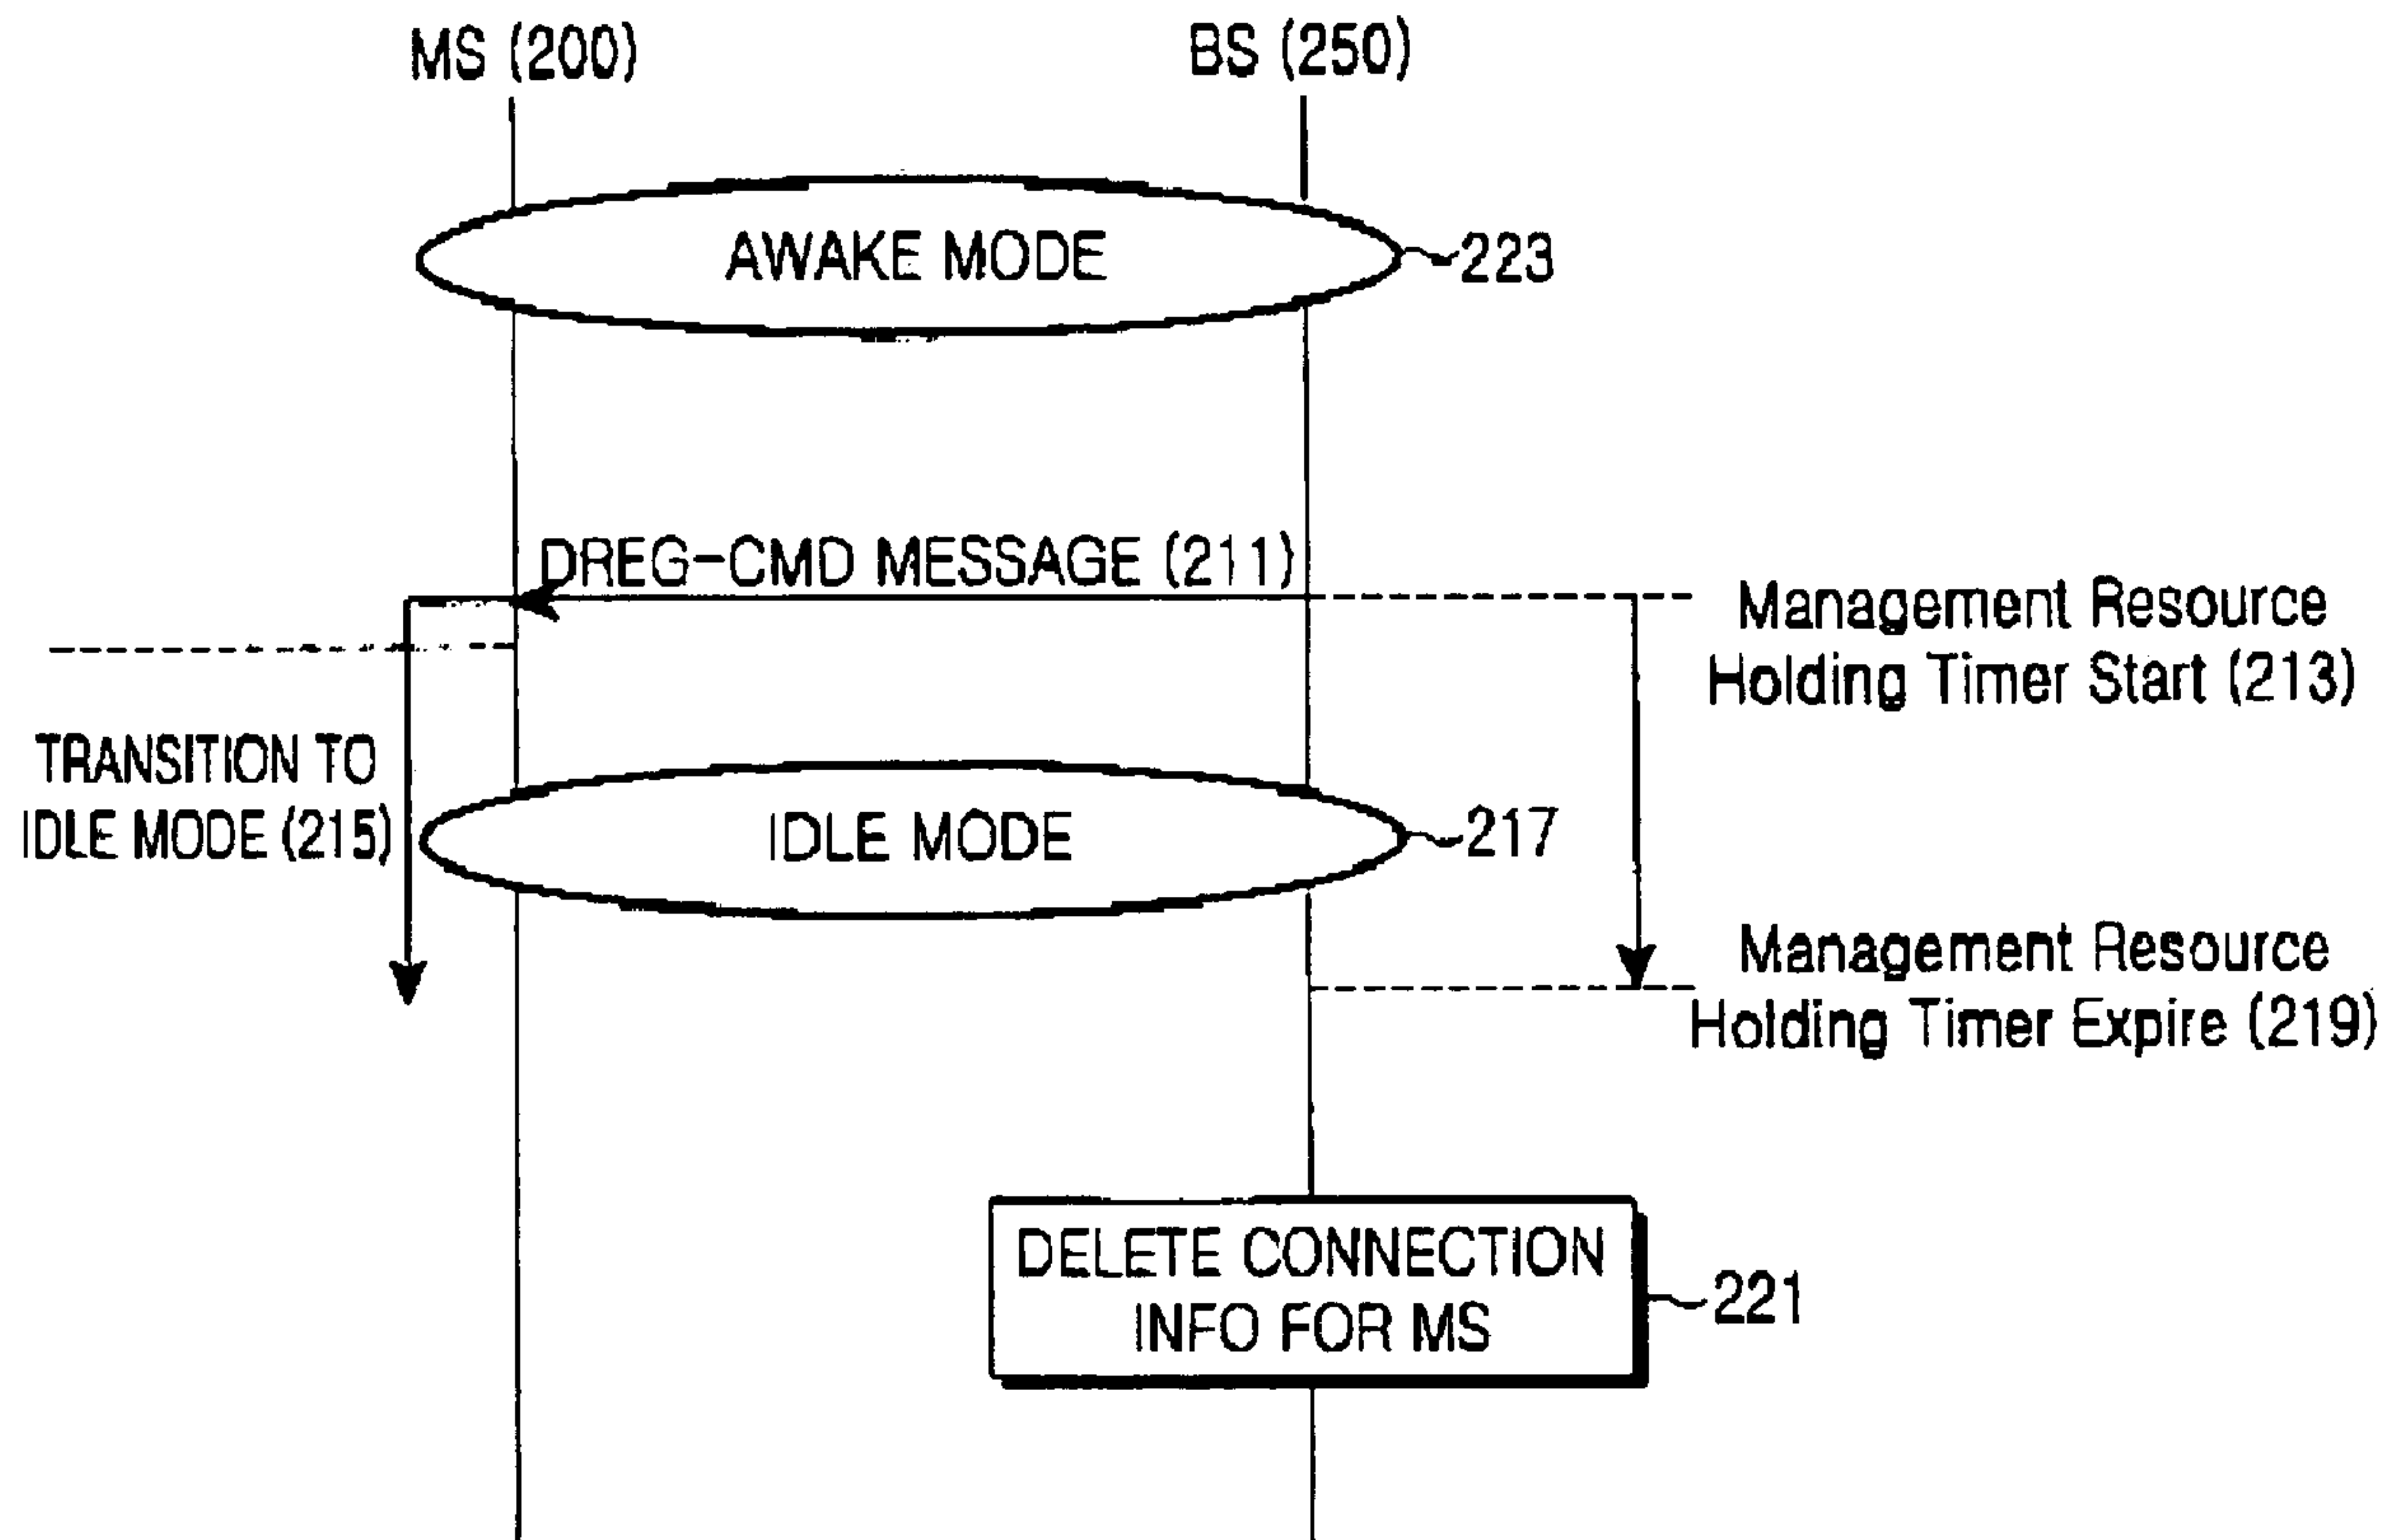 MS (200)
BS (250)
AWAKE MODE
223
DREG-CMD MESSAGE (211)
Management Resource
Holding Timer Start (213)
TRANSITION TO
IDLE MODE (215)
IDLE MODE
217
Management Resource
Holding Timer Expire (219)
DELETE CONNECTION
INFO FOR MS
221